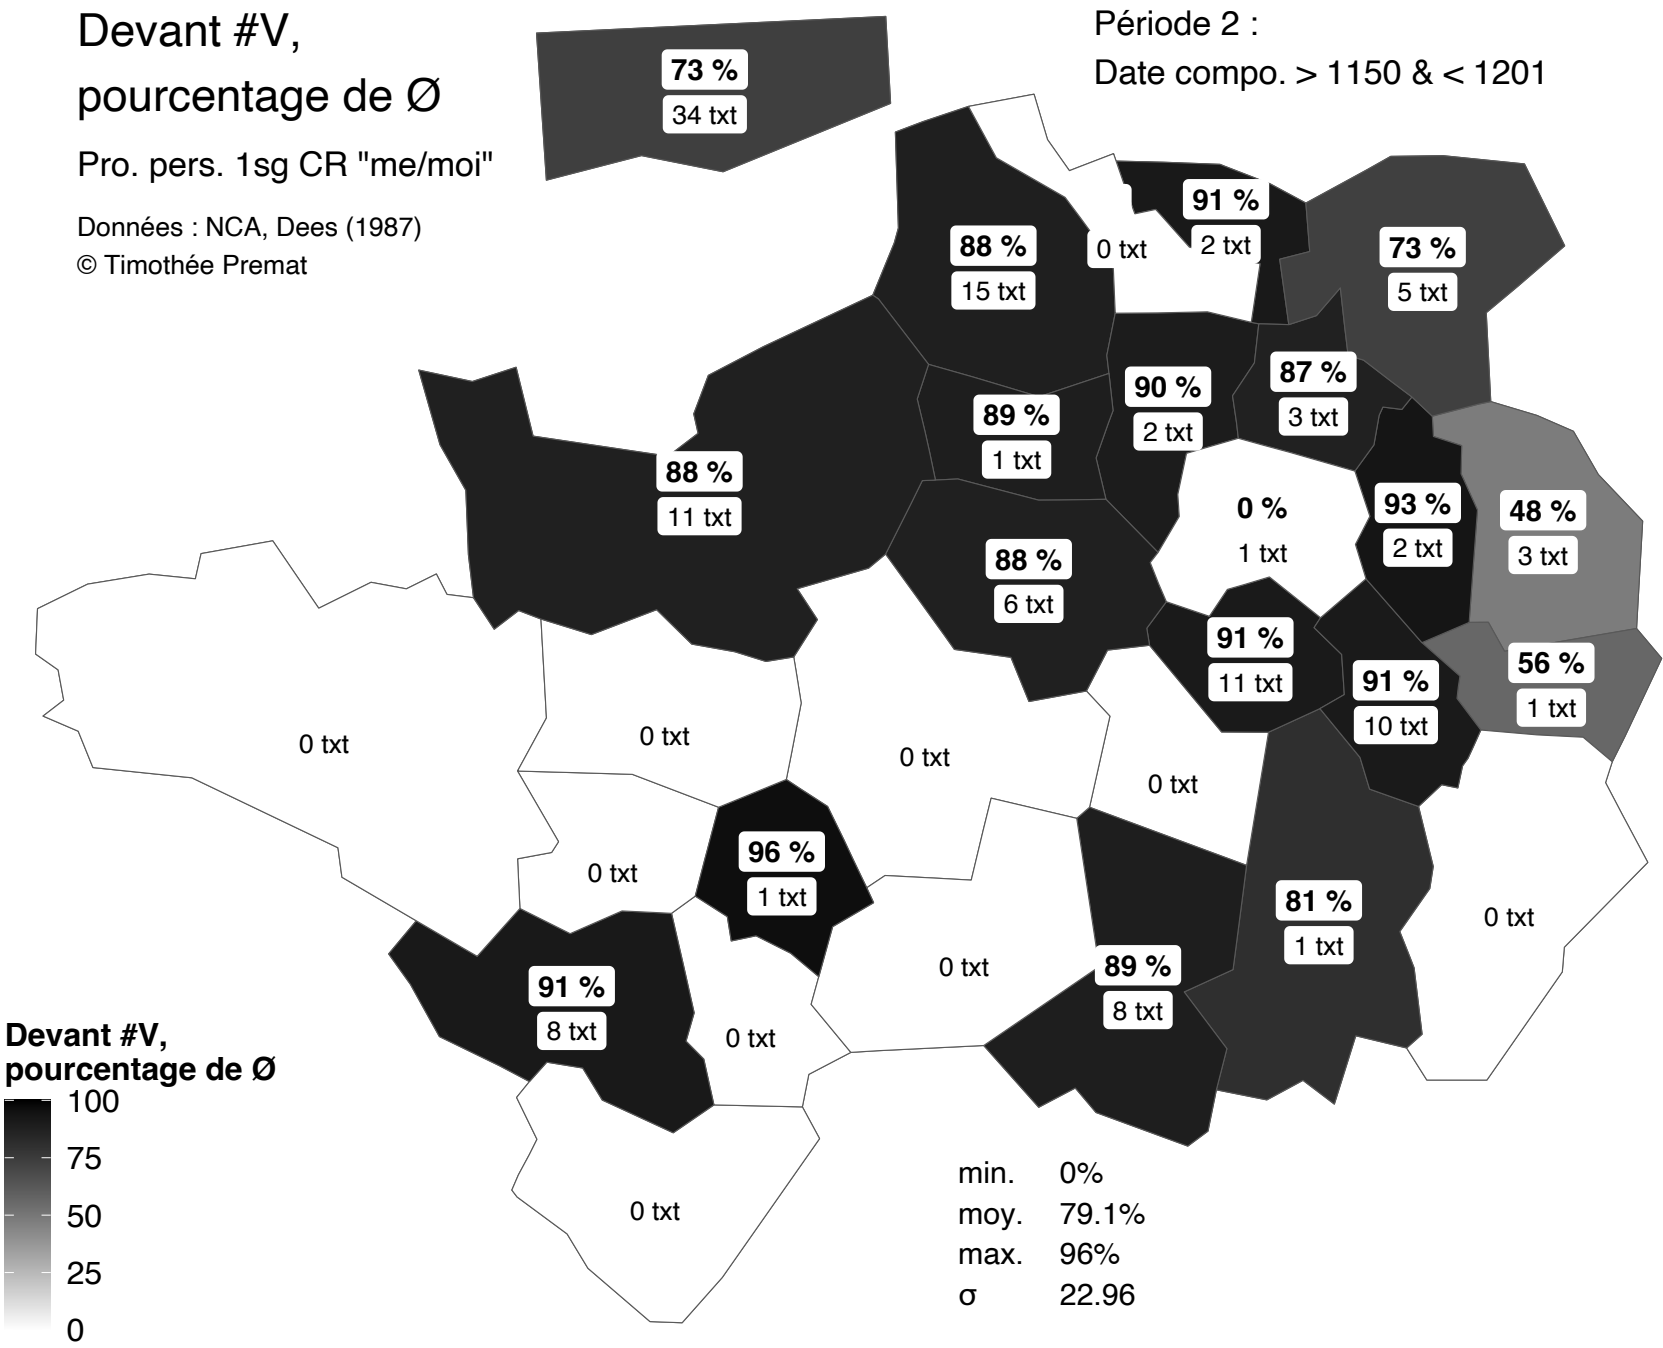 Devant #V,
pourcentage de Ø
Pro. pers. 1sg CR "me/moi"
Données : NCA, Dees (1987)
© Timothée Premat
Période 2 :
Date compo. > 1150 & < 1201
73 %
34 txt
88 %
15 txt
0 txt
91 %
2 txt
73 %
5 txt
88 %
11 txt
89 %
1 txt
90 %
2 txt
87 %
3 txt
88 %
6 txt
0 %
1 txt
93 %
2 txt
48 %
3 txt
91 %
11 txt
91 %
10 txt
56 %
1 txt
0 txt
0 txt
0 txt
0 txt
0 txt
96 %
1 txt
91 %
8 txt
0 txt
0 txt
89 %
8 txt
81 %
1 txt
0 txt
0 txt
Devant #V,
pourcentage de Ø
100
75
50
25
0
min. 0%
moy. 79.1%
max. 96%
σ 22.96